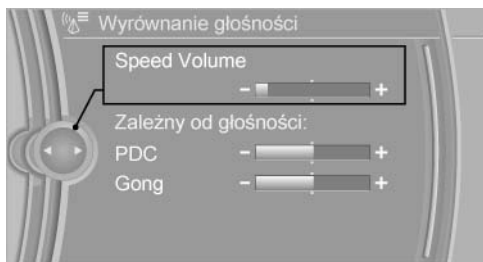 Wyrównanie głośności
Speed Volume
- +
Zależny od głośności:
PDC - +
Gong - +